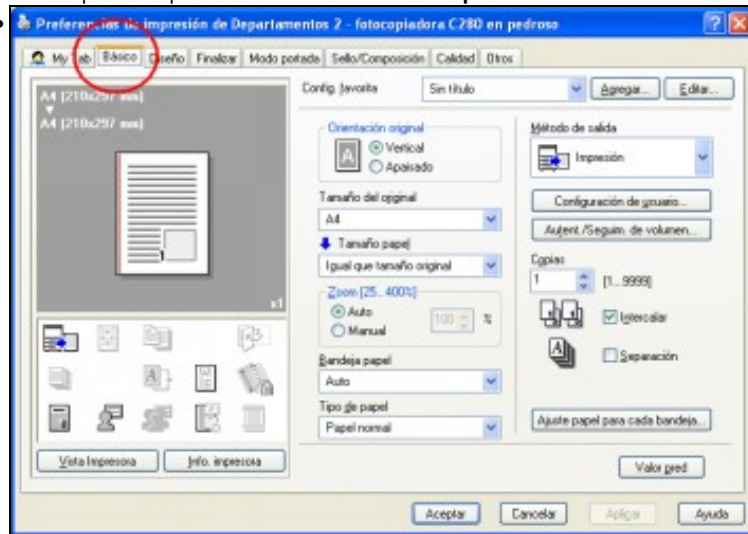 Preferencias de impresión de Departamentos 2 - fotocopiadora C280 en pedroso
My Tab Básico Diseño Finalizar Modo portada Sello/Composición Calidad Otros
A4 (210x297 mm)
A4 (210x297 mm)
x1
Vista Impresora Info. impresora
Config. favorita Sin título Agregar... Editar...
Orientación original
A Vertical
Apaisado
Tamaño del original
A4
Tamaño papel
Igual que tamaño original
Zoom [25...400%]
Auto
Manual
100 %
Bandeja papel
Auto
Tipo de papel
Papel normal
Método de salida
Impresión
Configuración de usuario...
Autent./Seguim. de volumen...
Copias
1 [1...9999]
Intercalar
Separación
Ajuste papel para cada bandeja...
Valor pred
Aceptar Cancelar Aplicar Ayuda